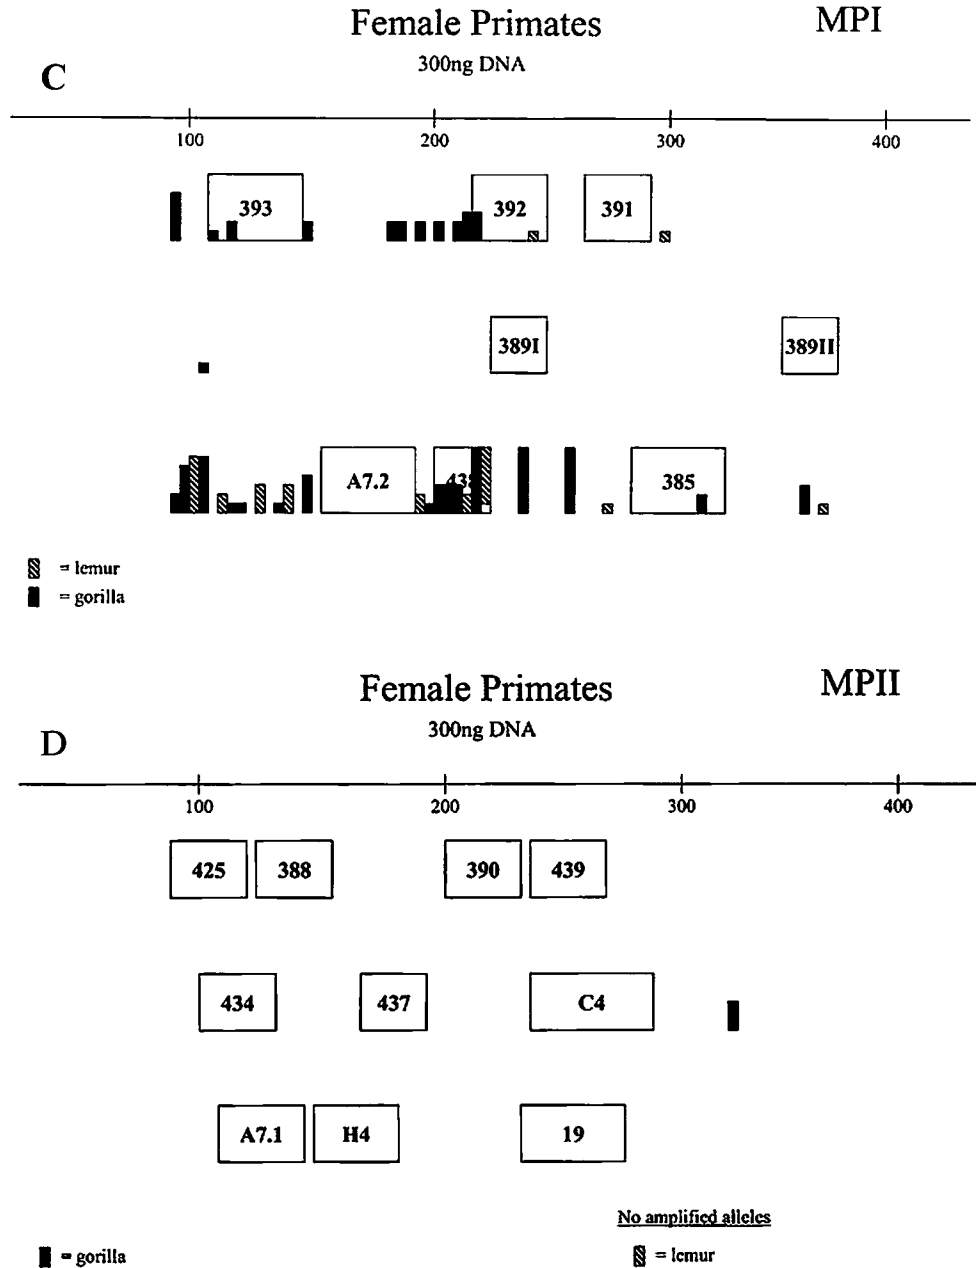 Female Primates MPI
300ng DNA
C
100 200 300 400
393 392 391
389I 389II
A7.2 438 385
= lemur
= gorilla
Female Primates MPII
300ng DNA
D
100 200 300 400
425 388 390 439
434 437 C4
A7.1 H4 19
No amplified alleles
= gorilla = lemur